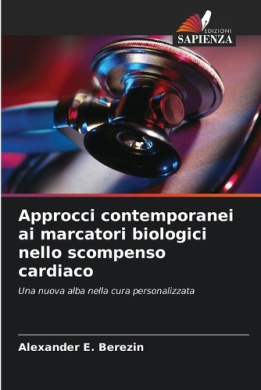 EDIZIONI
SAPIENZA
Approcci contemporanei
ai marcatori biologici
nello scompenso
cardiaco
Una nuova alba nella cura personalizzata
Alexander E. Berezin